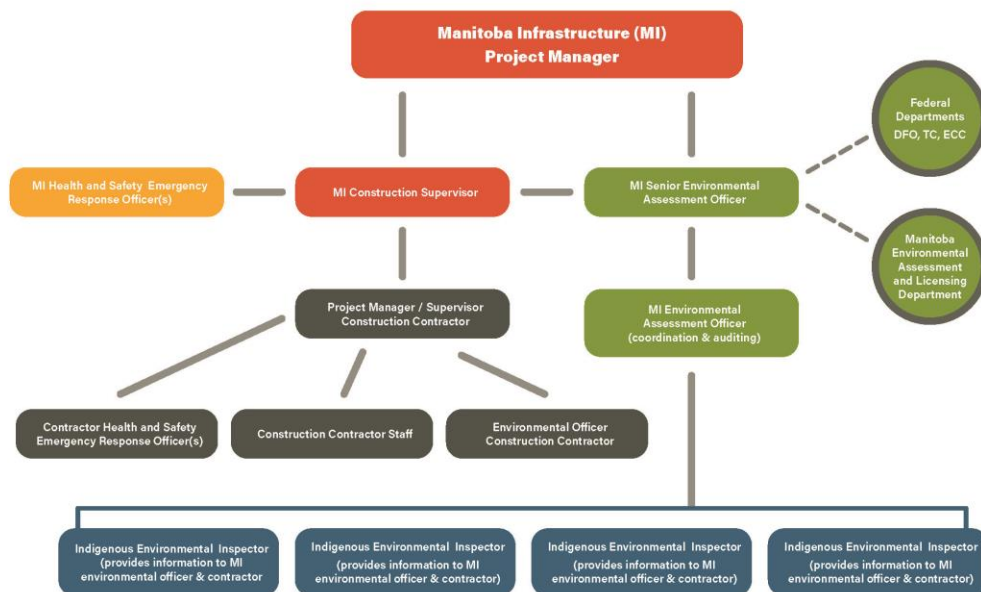 Manitoba Infrastructure (MI)
Project Manager
Federal
Departments
DFO, TC, ECC
MI Health and Safety Emergency
Response Officer(s)
MI Construction Supervisor
MI Senior Environmental
Assessment Officer
Manitoba
Environmental
Assessment
and Licensing
Department
Project Manager / Supervisor
Construction Contractor
MI Environmental
Assessment Officer
(coordination & auditing)
Contractor Health and Safety
Emergency Response Officer(s)
Construction Contractor Staff
Environmental Officer
Construction Contractor
Indigenous Environmental Inspector
(provides information to MI
environmental officer & contractor
Indigenous Environmental Inspector
(provides information to MI
environmental officer & contractor)
Indigenous Environmental Inspector
(provides information to MI
environmental officer & contractor)
Indigenous Environmental Inspector
(provides information to MI
environmental officer & contractor)